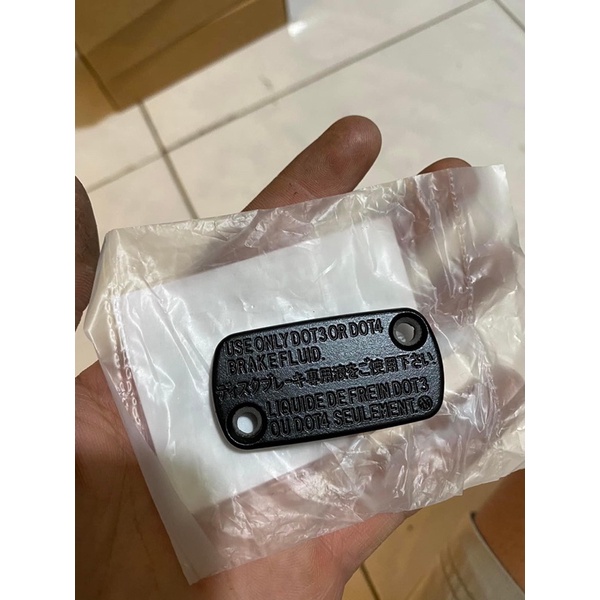 USE ONLY DOT3 OR DOT4
BRAKE FLUID.
ディスクブレーキ専用液をご使用下さい
LIQUIDE DE FREIN DOT3
OU DOT4 SEULEMENT.